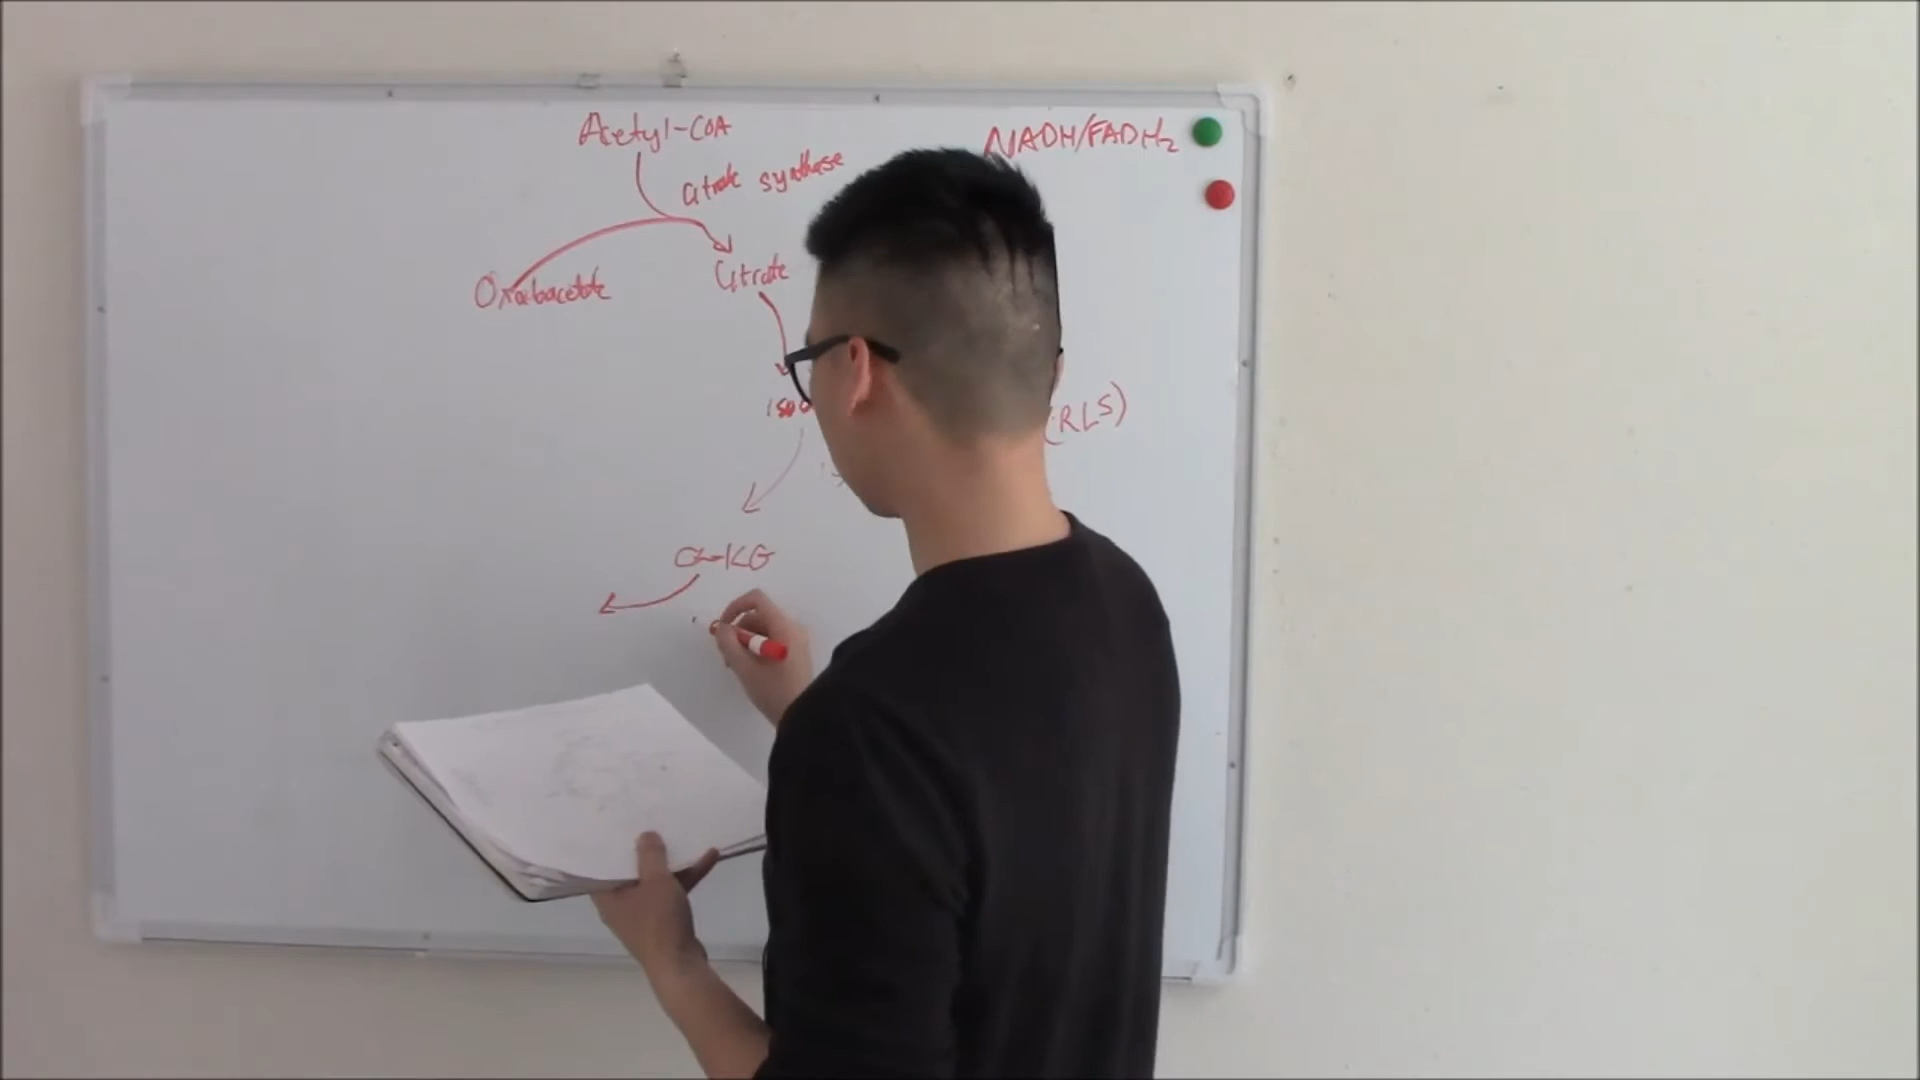 Acetyl-COA
NADH/FADH₂
Citrate synthase
Citrate
Oxaloacetate
(RLS)
α-KG